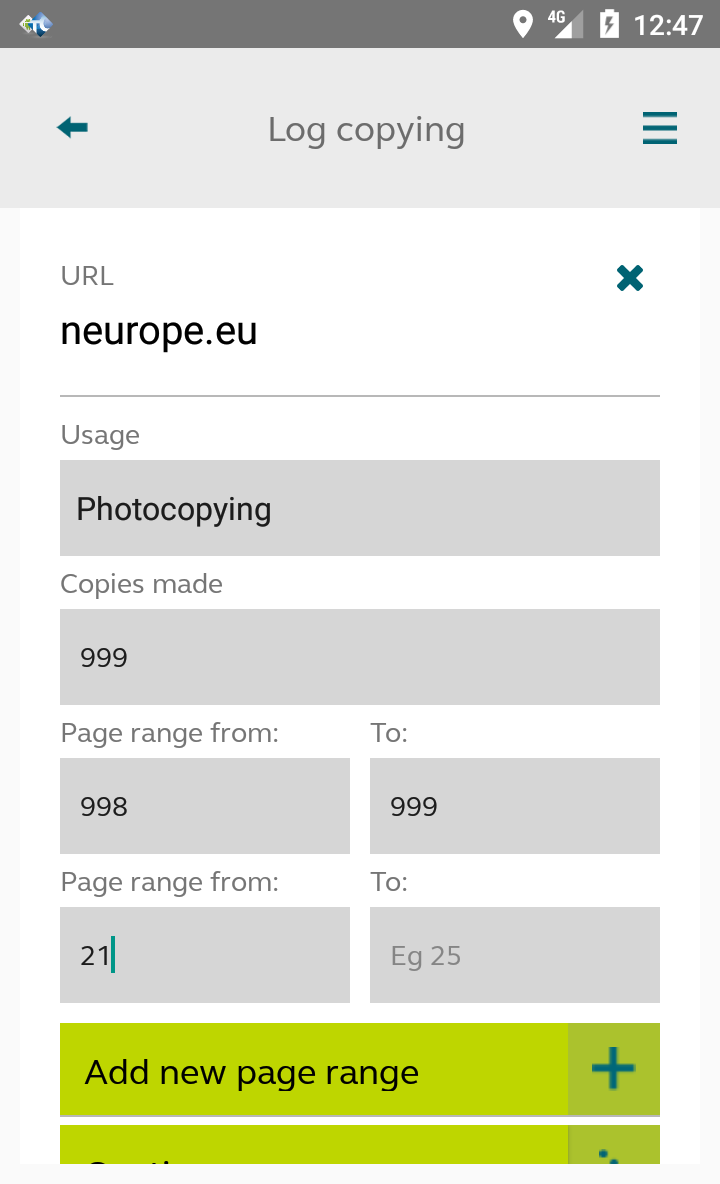 4G 12:47
Log copying
URL
neurope.eu
Usage
Photocopying
Copies made
999
Page range from: To:
998 999
Page range from: To:
21 Eg 25
Add new page range